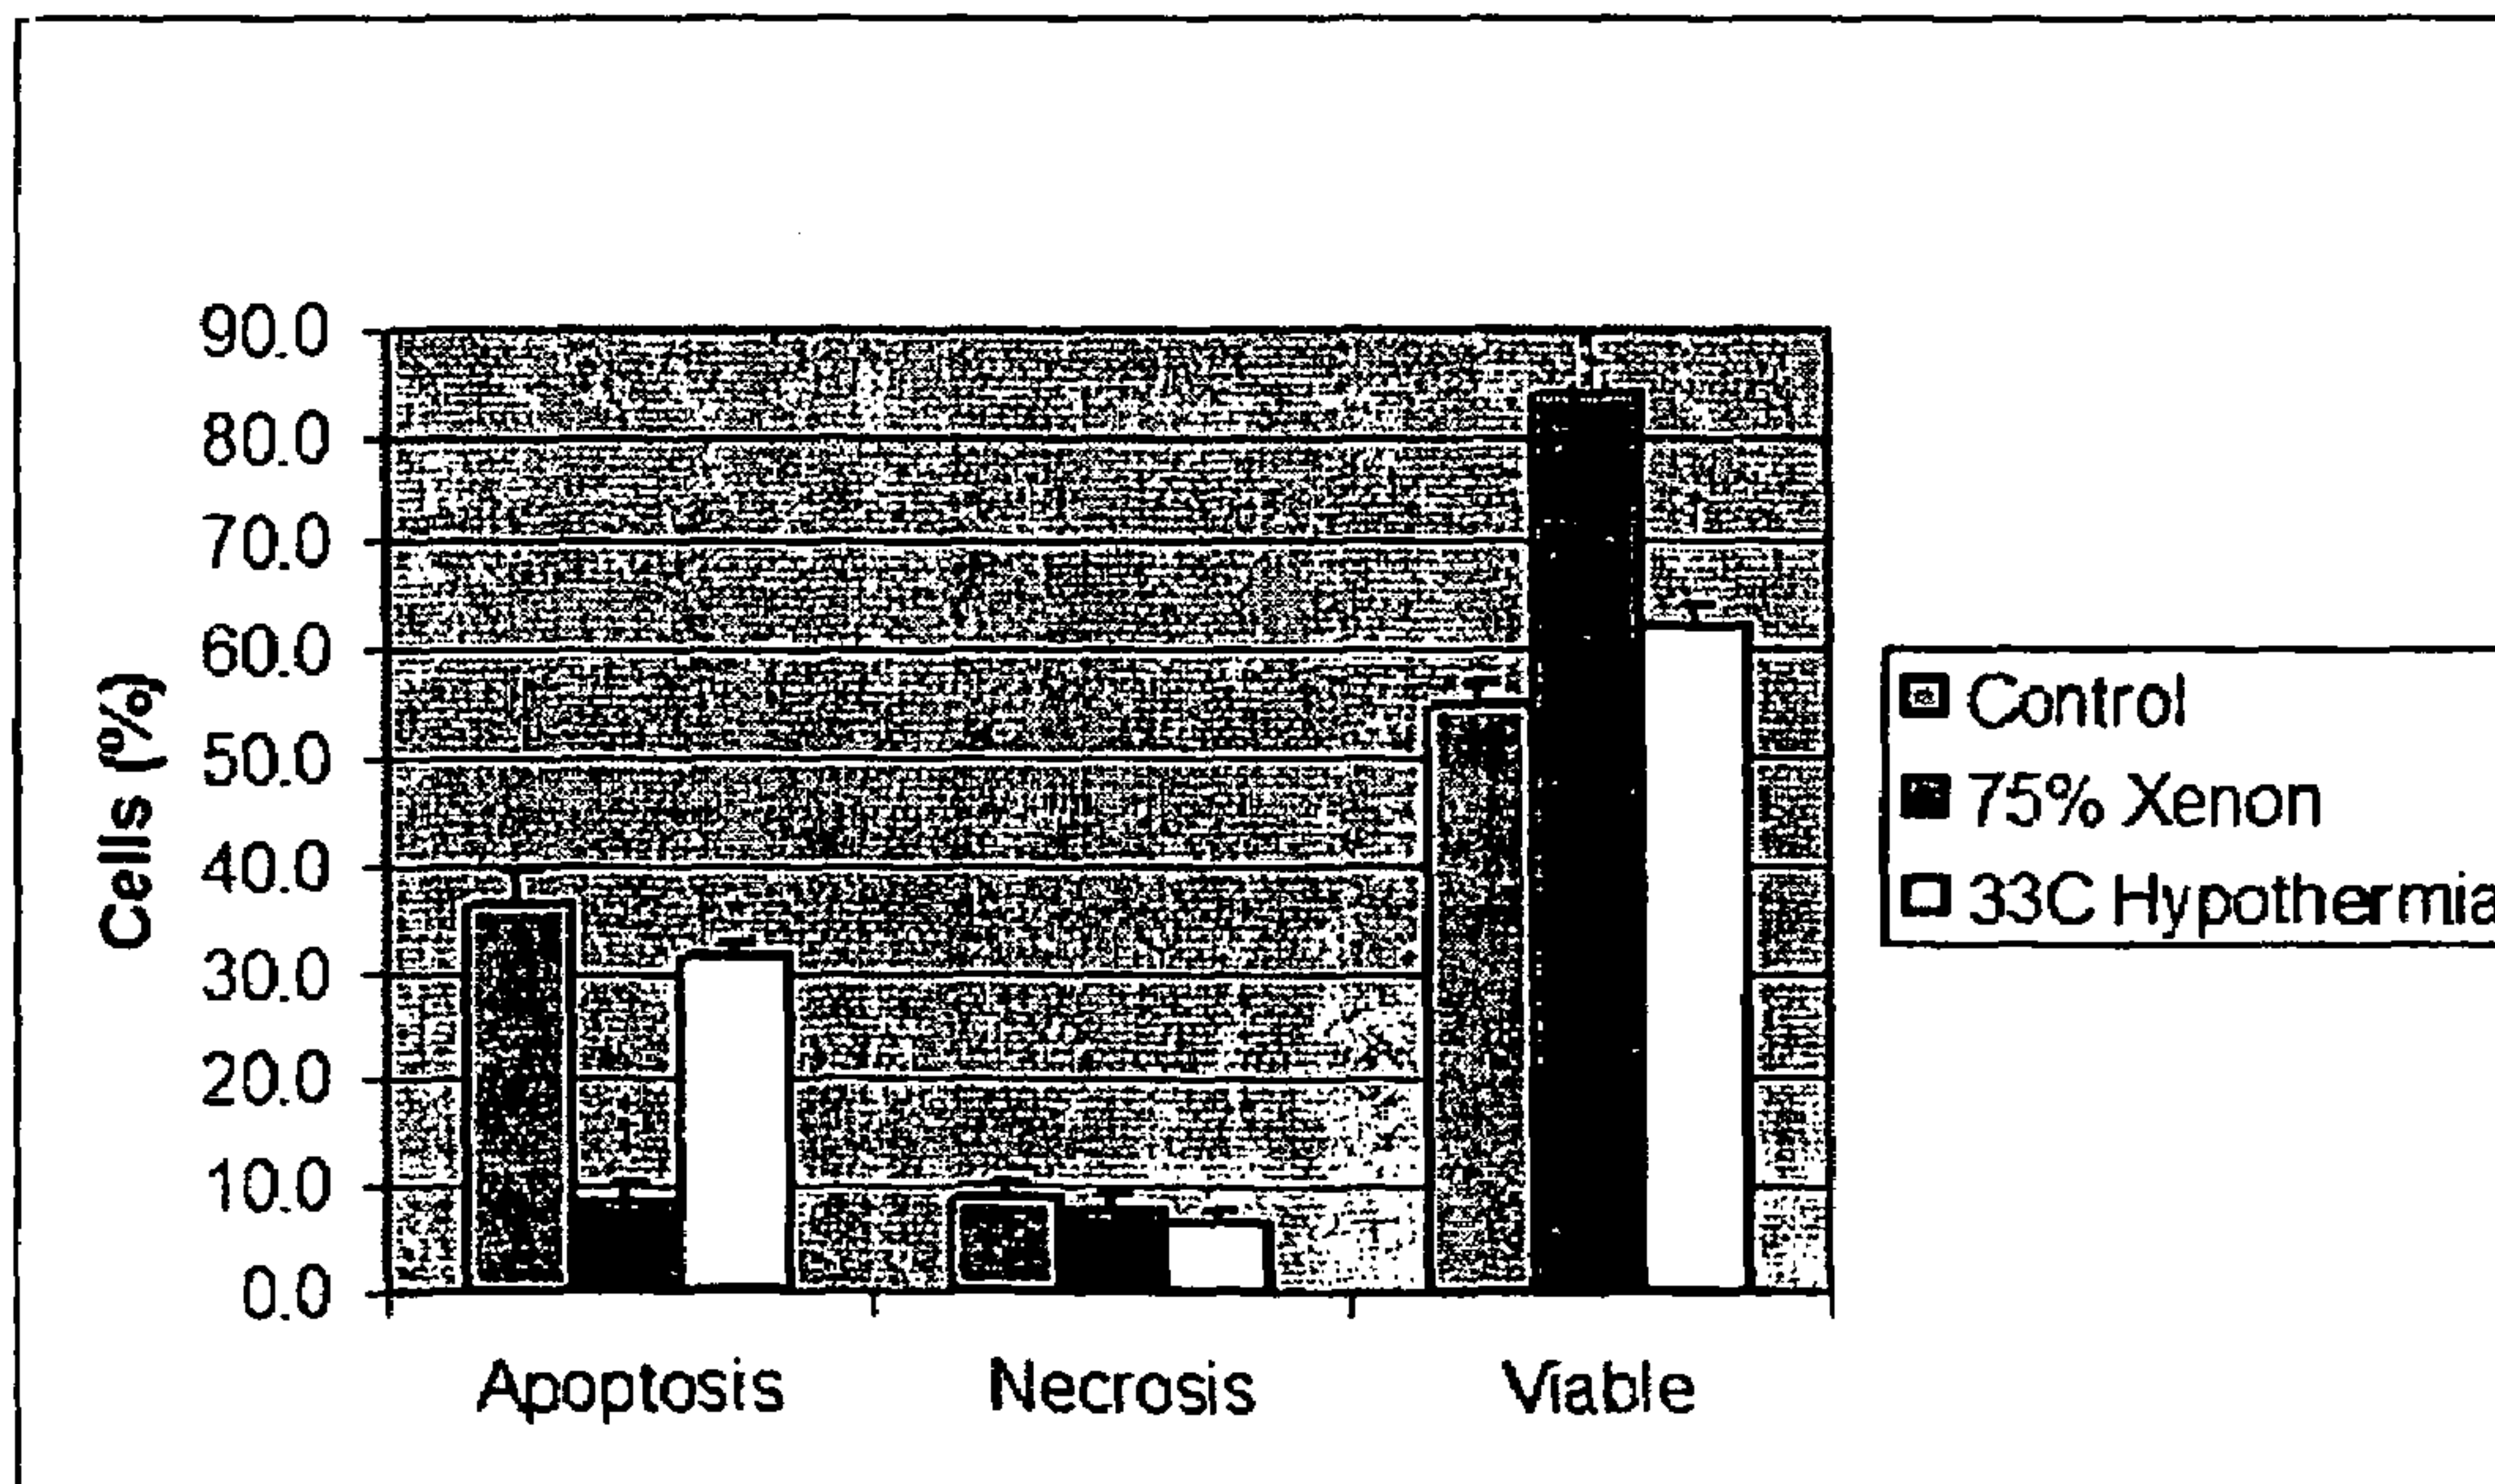 90.0
80.0
70.0
60.0
50.0
40.0
30.0
20.0
10.0
0.0
Cells (%)
Apoptosis
Necrosis
Viable
Control
75% Xenon
33C Hypothermia